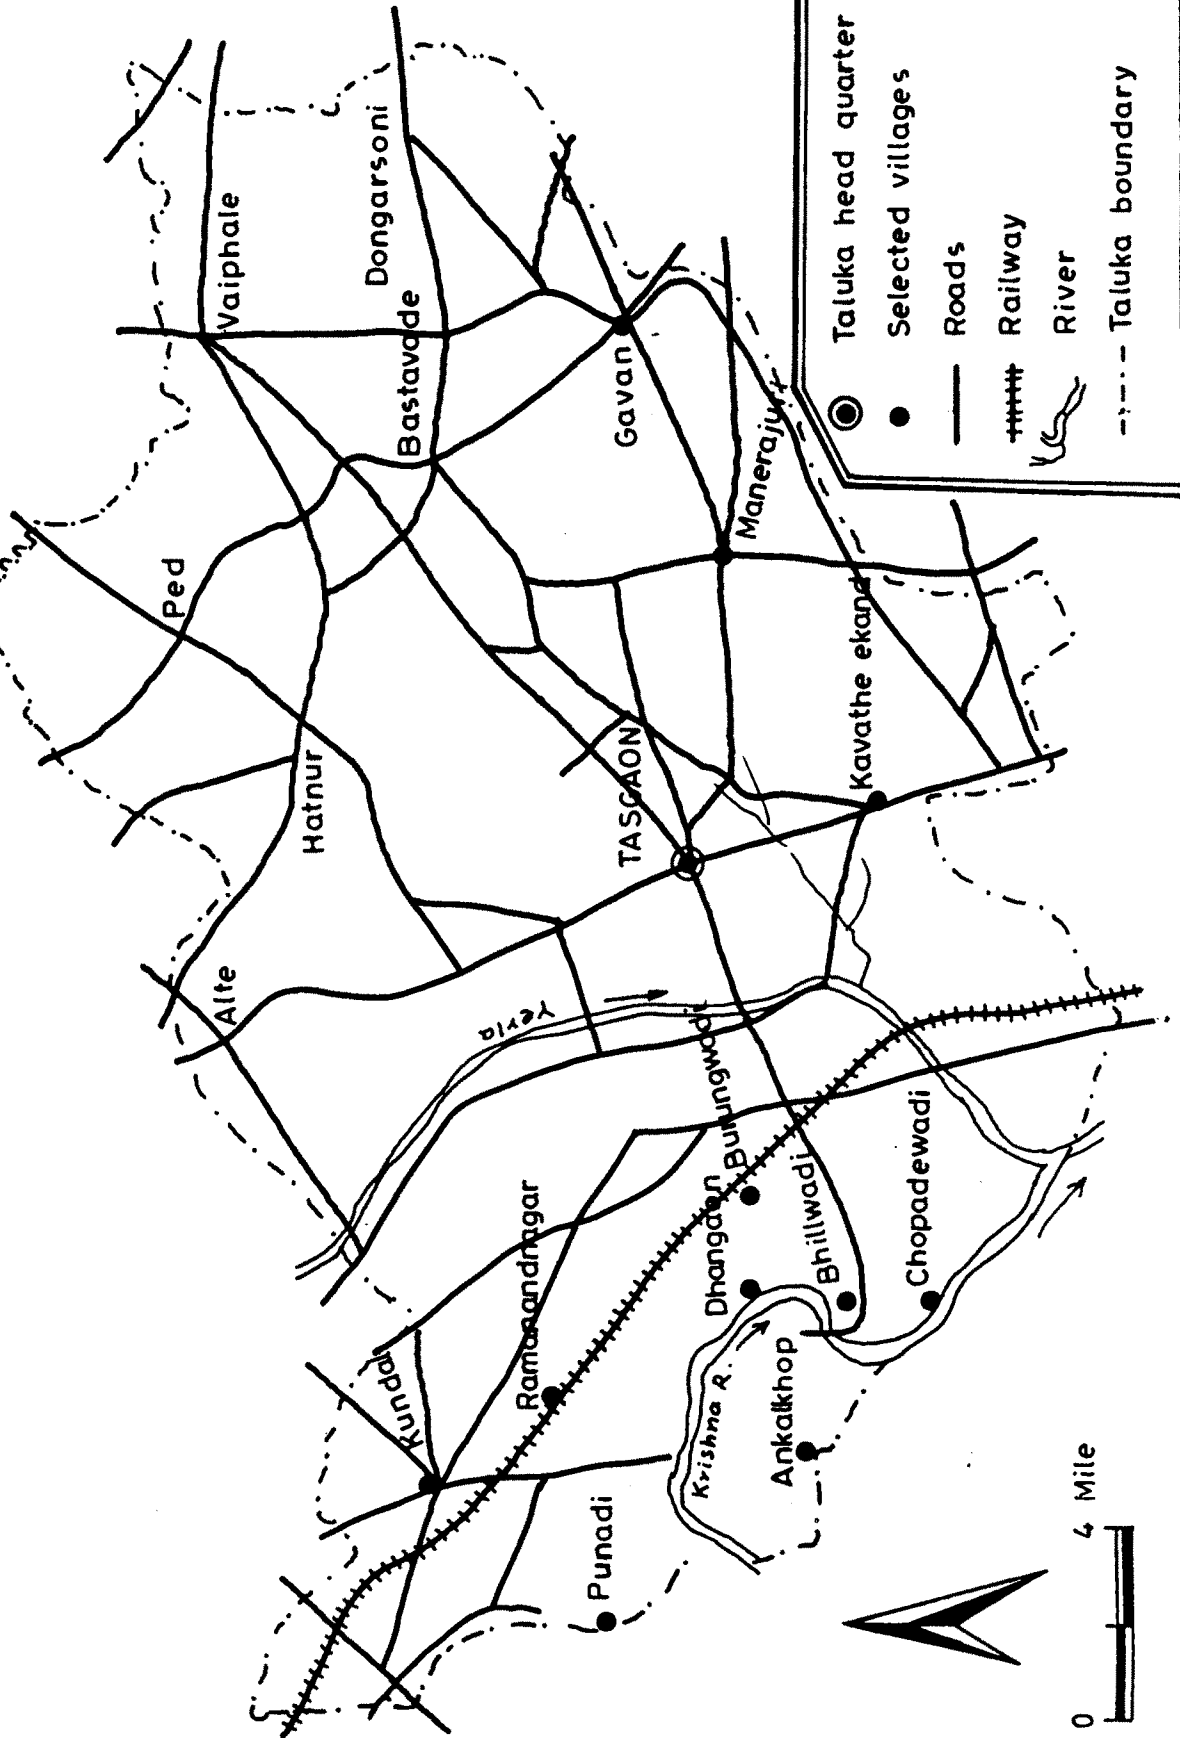 Vaiphale
Dongarsoni
Bastavade
Ped
Gavan
Manerajuri
Hatnur
TASGAON
Kavathe ekand
Alte
Yerla
Burungwadi
Dhangaon
Bhillwadi
Chopadewadi
Ramanandnagar
Kundal
Krishna R.
Ankalkhop
Punadi
0 4 Mile
Taluka head quarter
Selected villages
Roads
Railway
River
Taluka boundary